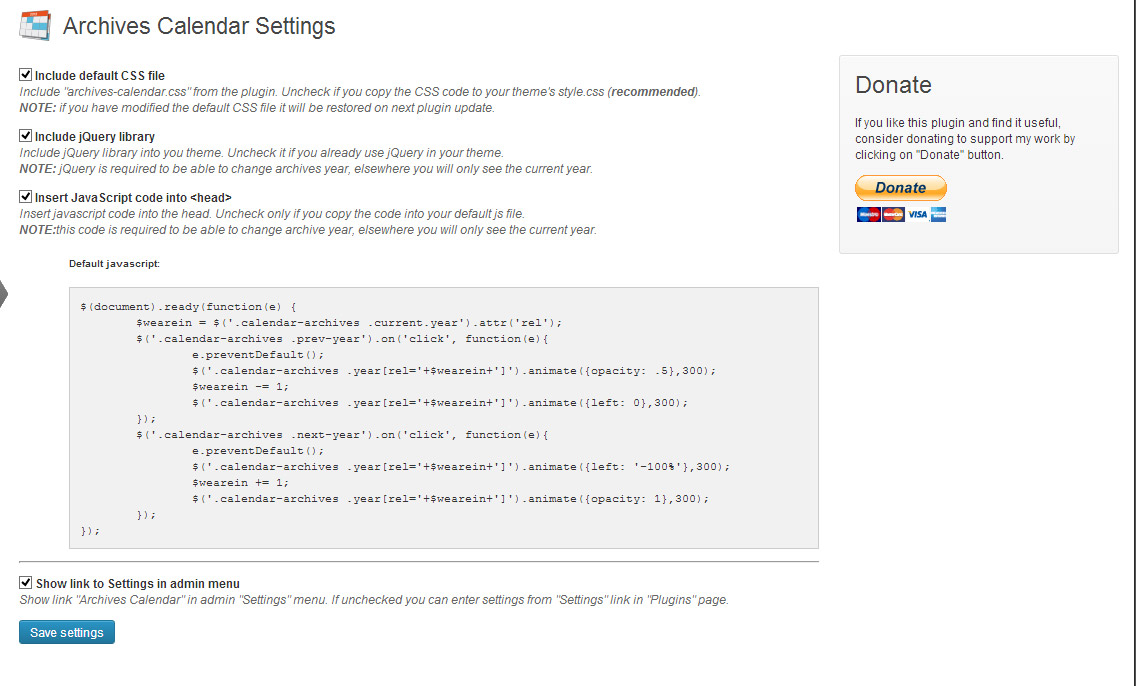 Archives Calendar Settings
Include default CSS file
Include "archives-calendar.css" from the plugin. Uncheck if you copy the CSS code to your theme's style.css (recommended).
NOTE: if you have modified the default CSS file it will be restored on next plugin update.
Include jQuery library
Include jQuery library into you theme. Uncheck it if you already use jQuery in your theme.
NOTE: jQuery is required to be able to change archives year, elsewhere you will only see the current year.
Insert JavaScript code into <head>
Insert javascript code into the head. Uncheck only if you copy the code into your default js file.
NOTE:this code is required to be able to change archive year, elsewhere you will only see the current year.
Default javascript:
$(document).ready(function(e) {
$wearein = $('.calendar-archives .current.year').attr('rel');
$('.calendar-archives .prev-year').on('click', function(e){
e.preventDefault();
$('.calendar-archives .year[rel='+$wearein+']').animate({opacity: .5},300);
$wearein -= 1;
$('.calendar-archives .year[rel='+$wearein+']').animate({left: 0},300);
});
$('.calendar-archives .next-year').on('click', function(e){
e.preventDefault();
$('.calendar-archives .year[rel='+$wearein+']').animate({left: '-100%'},300);
$wearein += 1;
$('.calendar-archives .year[rel='+$wearein+']').animate({opacity: 1},300);
});
});
Show link to Settings in admin menu
Show link "Archives Calendar" in admin "Settings" menu. If unchecked you can enter settings from "Settings" link in "Plugins" page.
Save settings
Donate
If you like this plugin and find it useful,
consider donating to support my work by
clicking on "Donate" button.
Donate
Maestro MasterCard VISA